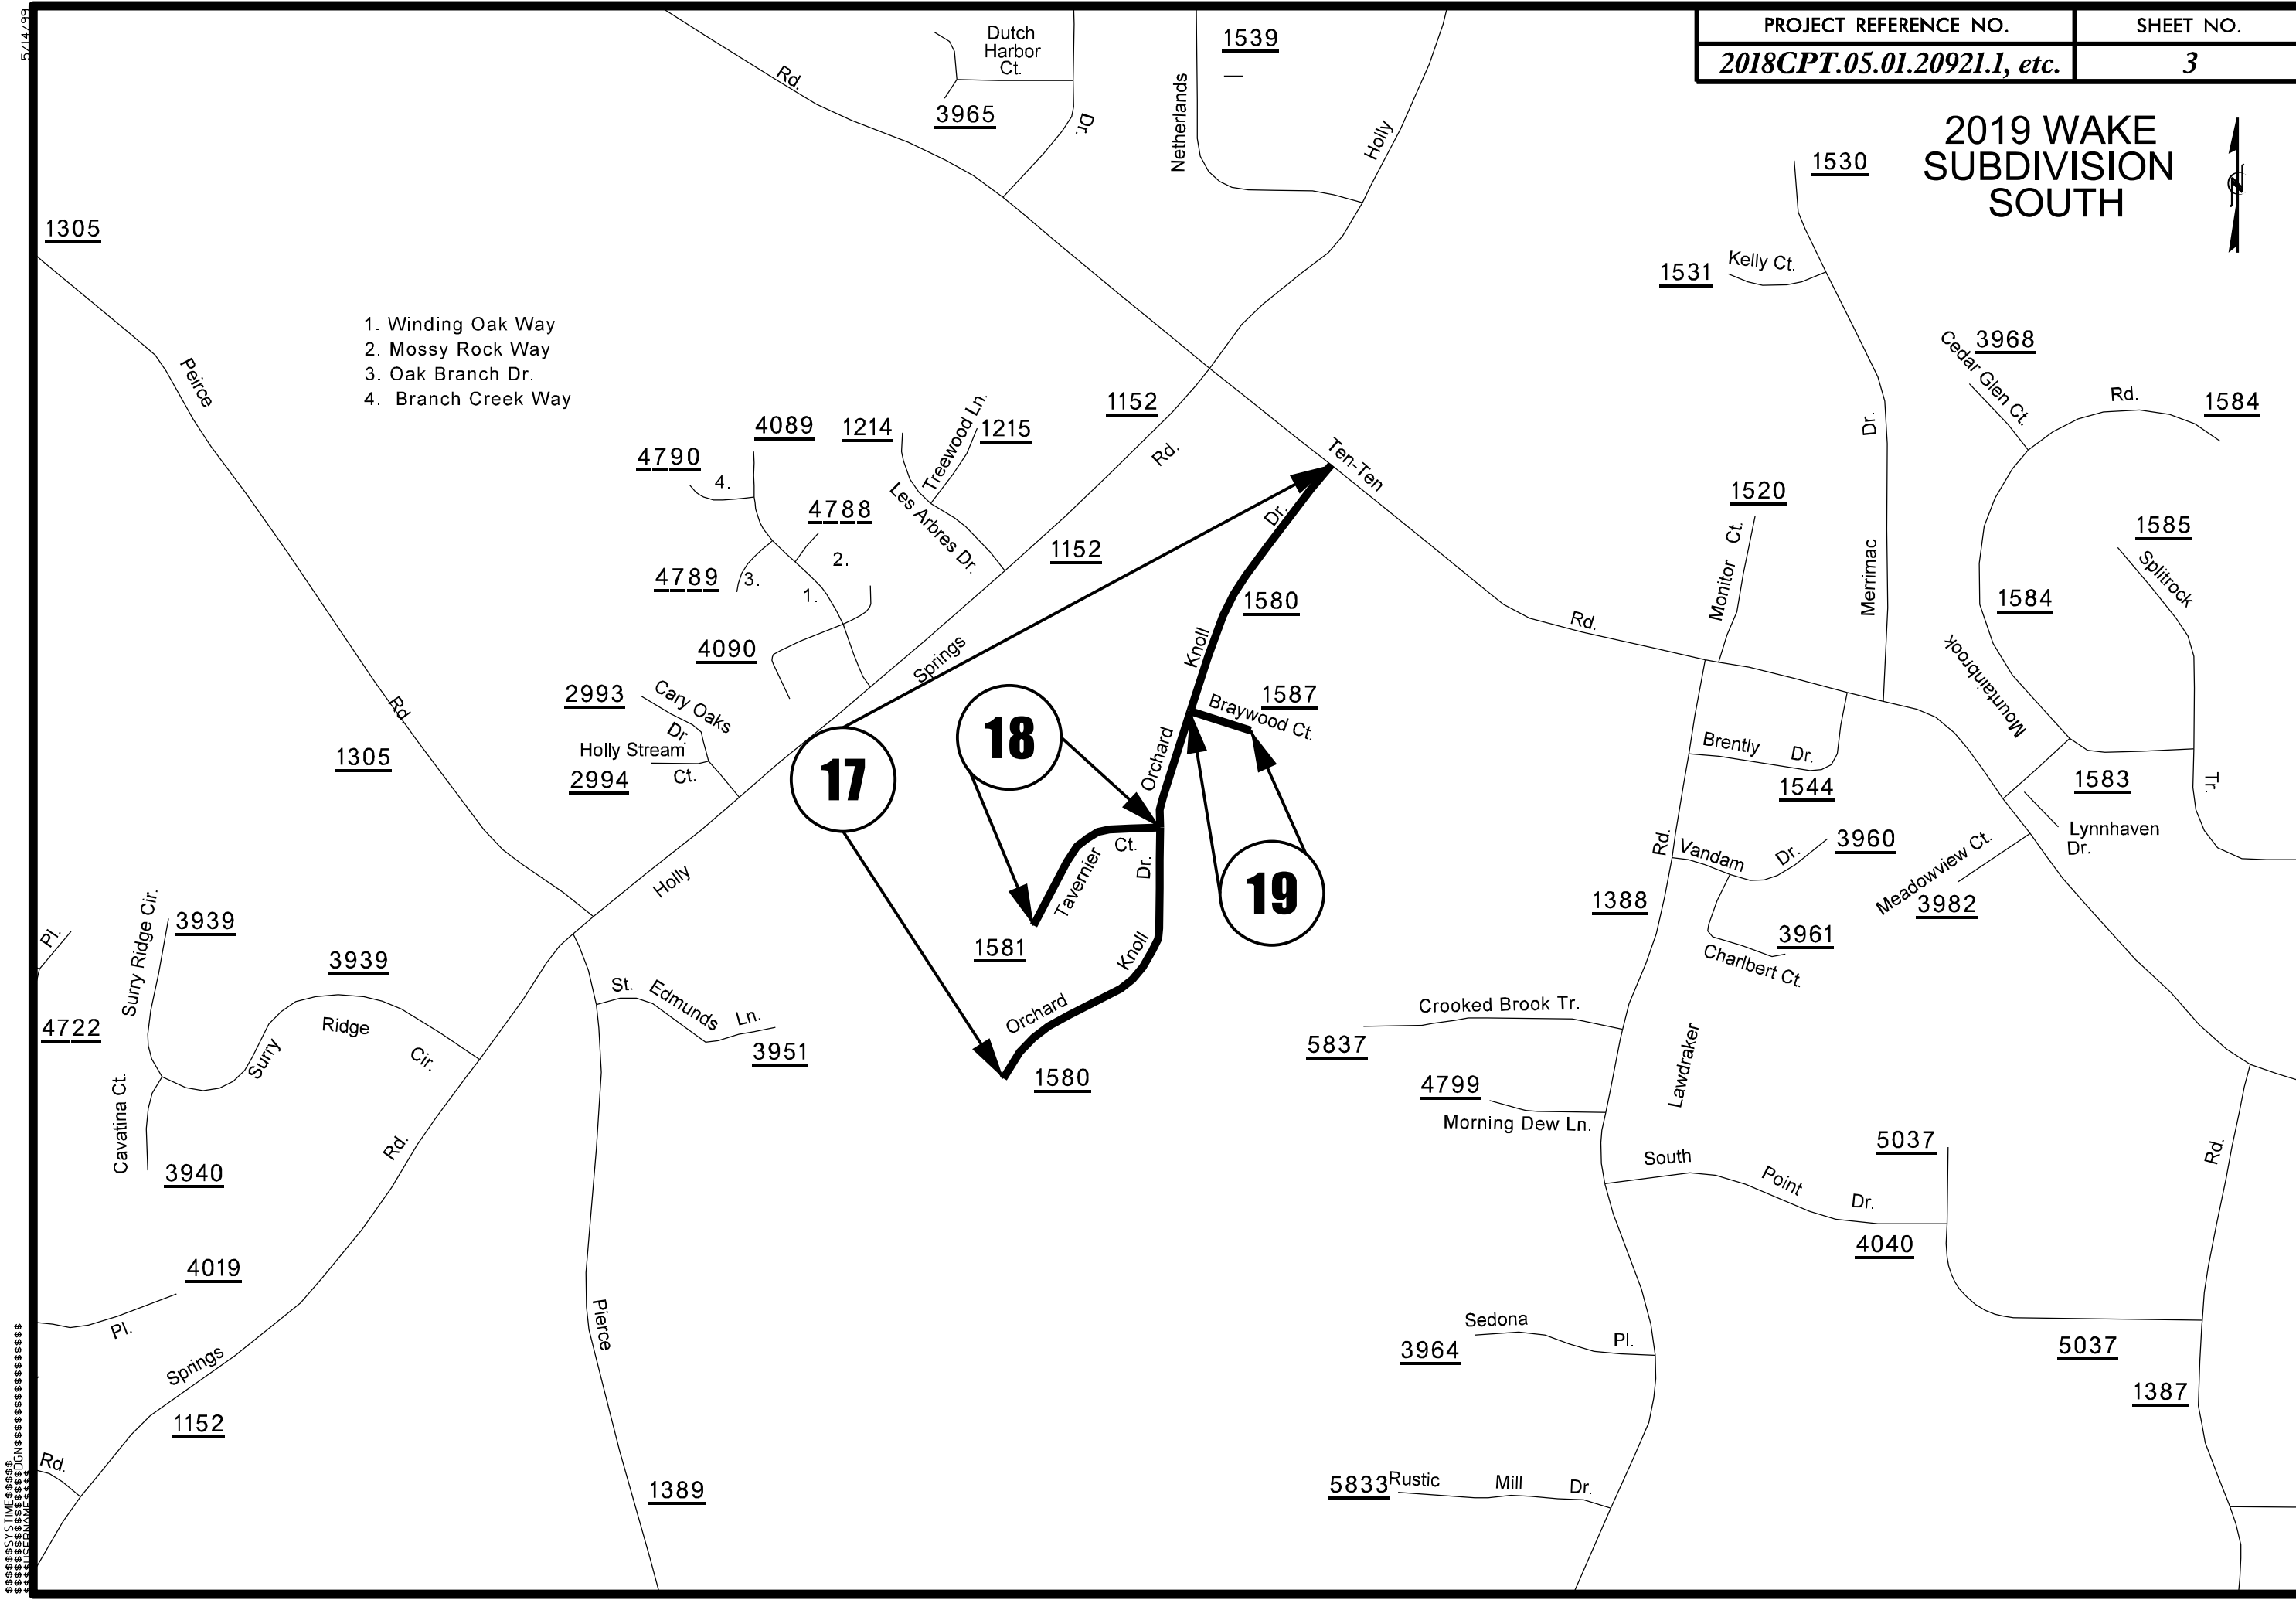 5/14/99
PROJECT REFERENCE NO.
SHEET NO.
2018CPT.05.01.20921.1, etc.
3
2019 WAKE
SUBDIVISION
SOUTH
N
Dutch
Harbor
Ct.
3965
Dr.
Rd.
1539
Netherlands
Holly
1530
1531
Kelly Ct.
1305
Peirce
1. Winding Oak Way
2. Mossy Rock Way
3. Oak Branch Dr.
4. Branch Creek Way
3968
Cedar Glen Ct.
Rd.
1584
1152
Rd.
Dr.
4089
1214
Treewood Ln.
1215
4790
4.
4788
Les Arbres Dr.
Ten-Ten
1520
Monitor Ct.
1585
Splitrock
1152
2.
4789
3.
1.
Dr.
1580
Merrimac
1584
Rd.
4090
Springs
Knoll
Mountainbrook
2993
Cary Oaks
Dr.
Holly Stream
Ct.
2994
1587
Braywood Ct.
Rd.
1305
17
18
Orchard
Brently Dr.
1544
1583
Tr.
Lynnhaven
Dr.
Ct.
Dr.
Tavernier
19
Rd.
Vandam Dr.
3960
Meadowview Ct.
3982
Holly
1388
3961
Charlbert Ct.
1581
Knoll
Pl.
Surry Ridge Cir.
3939
3939
4722
Surry
Ridge
Cir.
St. Edmunds Ln.
3951
Orchard
1580
Crooked Brook Tr.
5837
Lawdraker
4799
Morning Dew Ln.
Cavatina Ct.
3940
Rd.
5037
South Point Dr.
4040
Rd.
4019
Pl.
Pierce
Sedona Pl.
3964
5037
1387
Springs
1152
Rd.
1389
5833
Rustic Mill Dr.